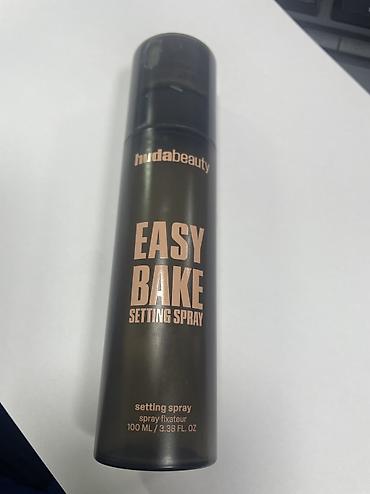 hudabeauty
EASY
BAKE
SETTING SPRAY
setting spray
spray fixateur
100 ML / 3.38 FL. OZ